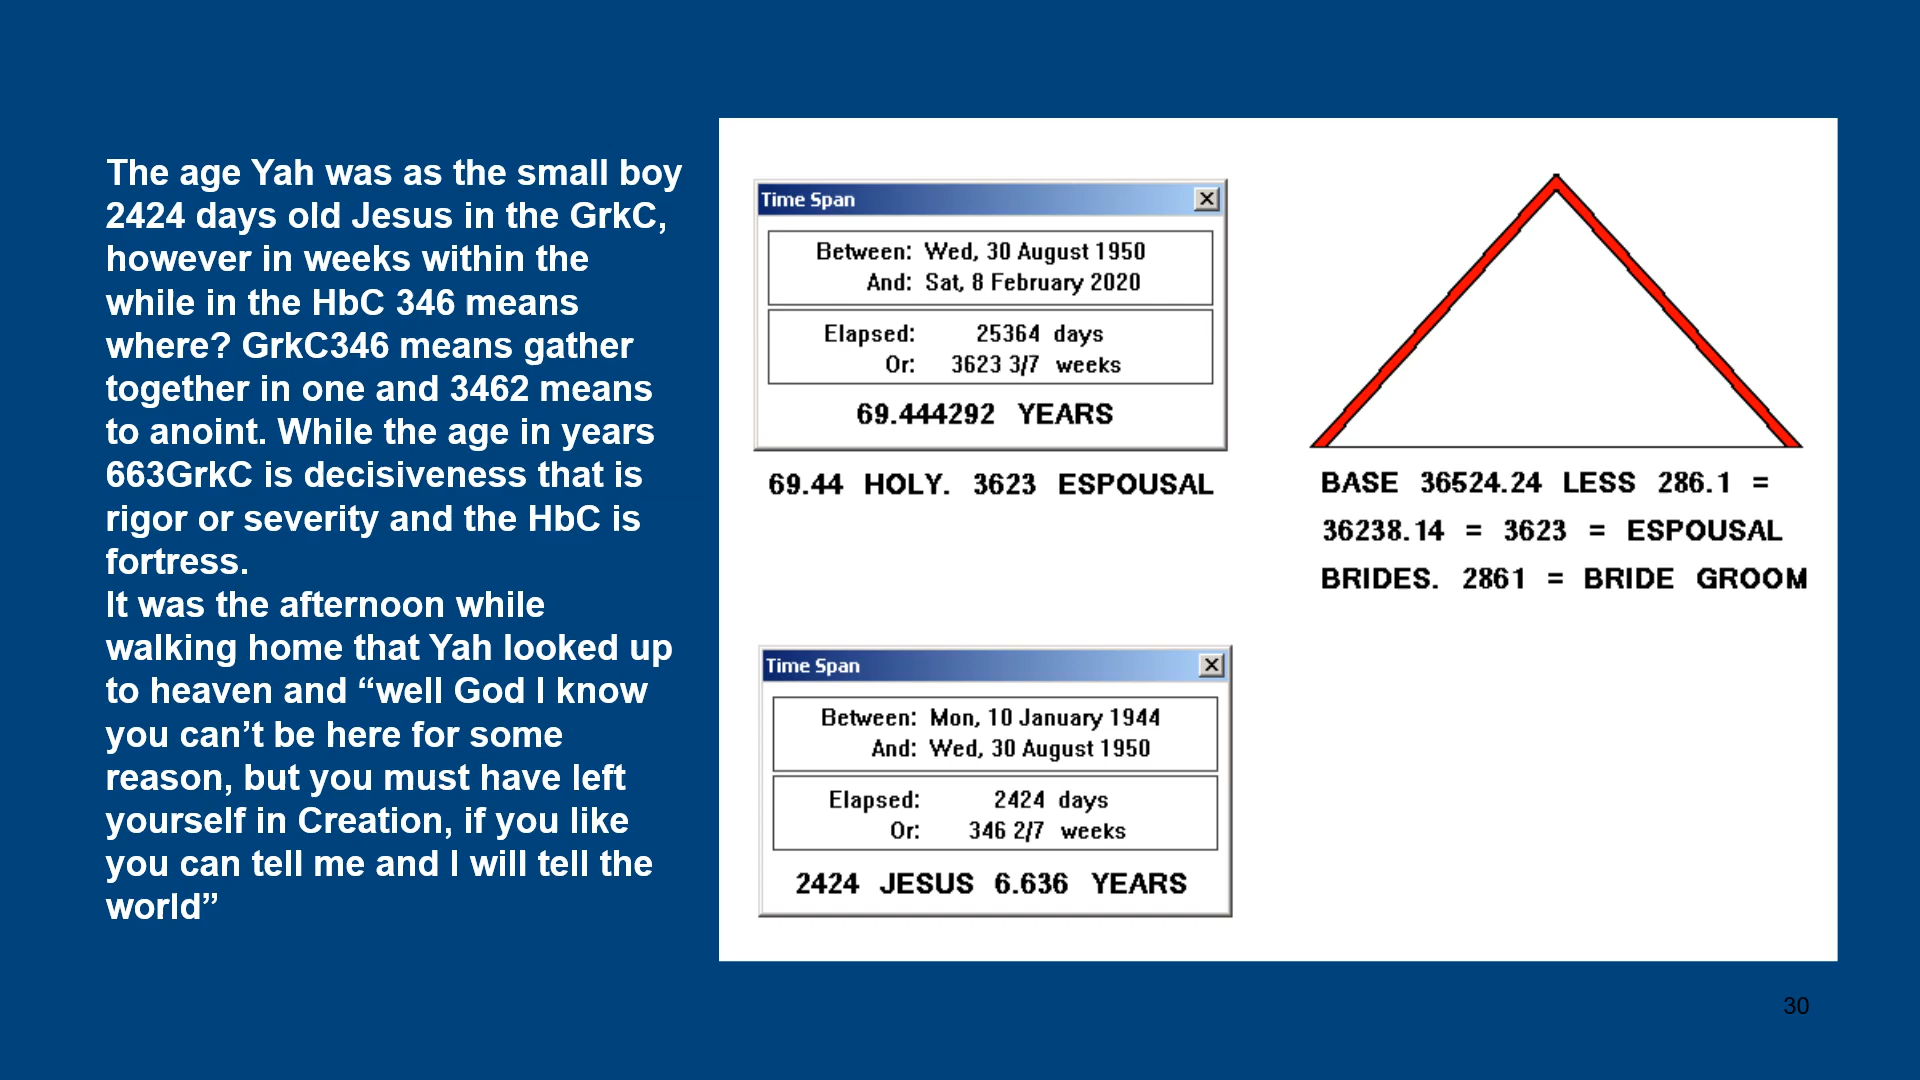 The age Yah was as the small boy
2424 days old Jesus in the GrkC,
however in weeks within the
while in the HbC 346 means
where? GrkC346 means gather
together in one and 3462 means
to anoint. While the age in years
663GrkC is decisiveness that is
rigor or severity and the HbC is
fortress.
It was the afternoon while
walking home that Yah looked up
to heaven and “well God I know
you can’t be here for some
reason, but you must have left
yourself in Creation, if you like
you can tell me and I will tell the
world”
Time Span
Between: Wed, 30 August 1950
And: Sat, 8 February 2020
Elapsed: 25364 days
Or: 3623 3/7 weeks
69.444292 YEARS
69.44 HOLY. 3623 ESPOUSAL
BASE 36524.24 LESS 286.1 =
36238.14 = 3623 = ESPOUSAL
BRIDES. 2861 = BRIDE GROOM
Time Span
Between: Mon, 10 January 1944
And: Wed, 30 August 1950
Elapsed: 2424 days
Or: 346 2/7 weeks
2424 JESUS 6.636 YEARS
30